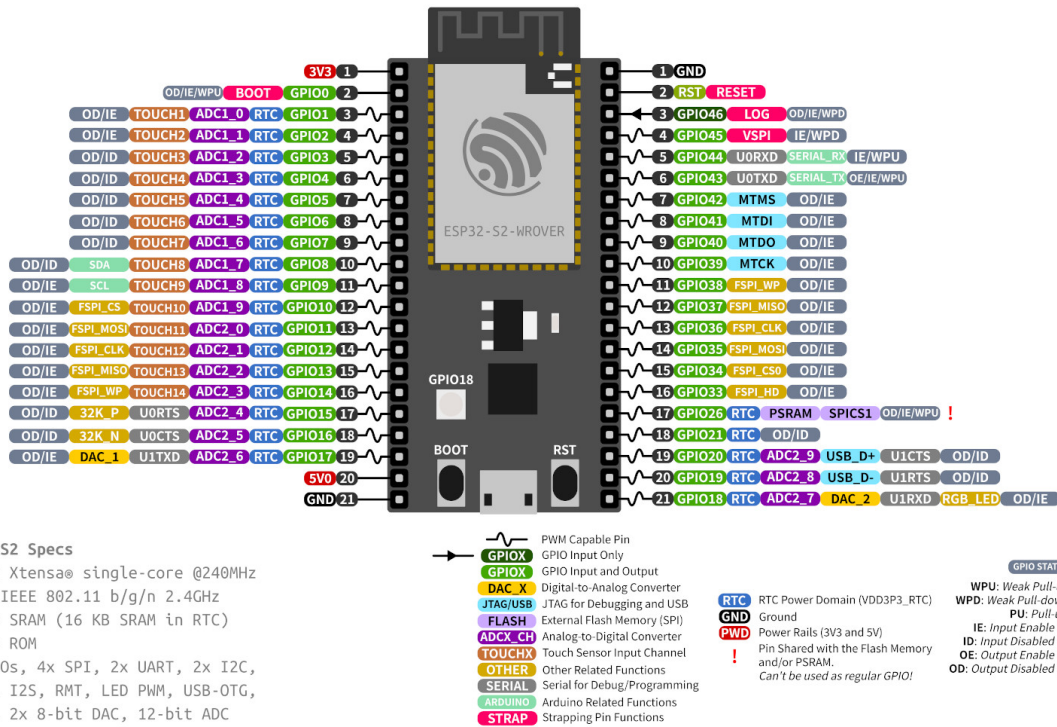 3V3 1
OD/IE/WPU BOOT GPIO0 2
OD/IE TOUCH1 ADC1_0 RTC GPIO1 3
OD/IE TOUCH2 ADC1_1 RTC GPIO2 4
OD/ID TOUCH3 ADC1_2 RTC GPIO3 5
OD/ID TOUCH4 ADC1_3 RTC GPIO4 6
OD/ID TOUCH5 ADC1_4 RTC GPIO5 7
OD/ID TOUCH6 ADC1_5 RTC GPIO6 8
OD/ID TOUCH7 ADC1_6 RTC GPIO7 9
OD/ID SDA TOUCH8 ADC1_7 RTC GPIO8 10
OD/IE SCL TOUCH9 ADC1_8 RTC GPIO9 11
OD/IE FSPI_CS TOUCH10 ADC1_9 RTC GPIO10 12
OD/IE FSPI_MOSI TOUCH11 ADC2_0 RTC GPIO11 13
OD/IE FSPI_CLK TOUCH12 ADC2_1 RTC GPIO12 14
OD/IE FSPI_MISO TOUCH13 ADC2_2 RTC GPIO13 15
OD/IE FSPI_WP TOUCH14 ADC2_3 RTC GPIO14 16
OD/ID 32K_P U0RTS ADC2_4 RTC GPIO15 17
OD/ID 32K_N U0CTS ADC2_5 RTC GPIO16 18
OD/IE DAC_1 U1TXD ADC2_6 RTC GPIO17 19
5V0 20
GND 21
ESP32-S2-WROVER
GPIO18
BOOT
RST
1 GND
2 RST RESET
3 GPIO46 LOG OD/IE/WPD
4 GPIO45 VSPI IE/WPD
5 GPIO44 U0RXD SERIAL_RX IE/WPU
6 GPIO43 U0TXD SERIAL_TX OE/IE/WPU
7 GPIO42 MTMS OD/IE
8 GPIO41 MTDI OD/IE
9 GPIO40 MTDO OD/IE
10 GPIO39 MTCK OD/IE
11 GPIO38 FSPI_WP OD/IE
12 GPIO37 FSPI_MISO OD/IE
13 GPIO36 FSPI_CLK OD/IE
14 GPIO35 FSPI_MOSI OD/IE
15 GPIO34 FSPI_CS0 OD/IE
16 GPIO33 FSPI_HD OD/IE
17 GPIO26 RTC PSRAM SPICS1 OD/IE/WPU !
18 GPIO21 RTC OD/ID
19 GPIO20 RTC ADC2_9 USB_D+ U1CTS OD/ID
20 GPIO19 RTC ADC2_8 USB_D- U1RTS OD/ID
21 GPIO18 RTC ADC2_7 DAC_2 U1RXD RGB_LED OD/IE
S2 Specs
Xtensa® single-core @240MHz
IEEE 802.11 b/g/n 2.4GHz
SRAM (16 KB SRAM in RTC)
ROM
Os, 4x SPI, 2x UART, 2x I2C,
I2S, RMT, LED PWM, USB-OTG,
2x 8-bit DAC, 12-bit ADC
PWM Capable Pin
GPIOX GPIO Input Only
GPIOX GPIO Input and Output
DAC_X Digital-to-Analog Converter
JTAG/USB JTAG for Debugging and USB
FLASH External Flash Memory (SPI)
ADCX_CH Analog-to-Digital Converter
TOUCHX Touch Sensor Input Channel
OTHER Other Related Functions
SERIAL Serial for Debug/Programming
ARDUINO Arduino Related Functions
STRAP Strapping Pin Functions
RTC RTC Power Domain (VDD3P3_RTC)
GND Ground
PWD Power Rails (3V3 and 5V)
! Pin Shared with the Flash Memory
and/or PSRAM.
Can't be used as regular GPIO!
GPIO STAT
WPU: Weak Pull-
WPD: Weak Pull-dow
PU: Pull-
IE: Input Enable
ID: Input Disabled
OE: Output Enable
OD: Output Disabled